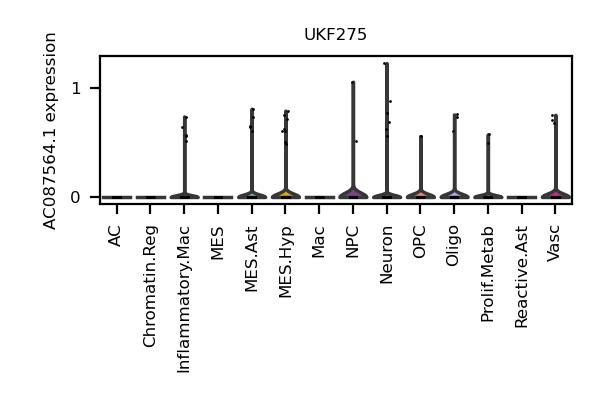 UKF275
AC087564.1 expression
1
0
AC
Chromatin.Reg
Inflammatory.Mac
MES
MES.Ast
MES.Hyp
Mac
NPC
Neuron
OPC
Oligo
Prolif.Metab
Reactive.Ast
Vasc